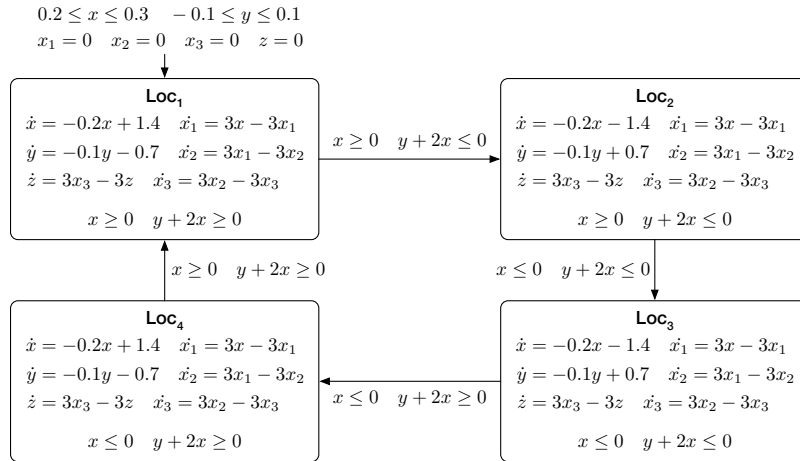 0.2 ≤ x ≤ 0.3 −0.1 ≤ y ≤ 0.1
x₁ = 0 x₂ = 0 x₃ = 0 z = 0
Loc₁
ẋ = −0.2x + 1.4 ẋ₁ = 3x − 3x₁
ẏ = −0.1y − 0.7 ẋ₂ = 3x₁ − 3x₂
ż = 3x₃ − 3z ẋ₃ = 3x₂ − 3x₃
x ≥ 0 y + 2x ≥ 0
x ≥ 0 y + 2x ≤ 0
Loc₂
ẋ = −0.2x − 1.4 ẋ₁ = 3x − 3x₁
ẏ = −0.1y + 0.7 ẋ₂ = 3x₁ − 3x₂
ż = 3x₃ − 3z ẋ₃ = 3x₂ − 3x₃
x ≥ 0 y + 2x ≤ 0
x ≥ 0 y + 2x ≥ 0
x ≤ 0 y + 2x ≤ 0
Loc₄
ẋ = −0.2x + 1.4 ẋ₁ = 3x − 3x₁
ẏ = −0.1y − 0.7 ẋ₂ = 3x₁ − 3x₂
ż = 3x₃ − 3z ẋ₃ = 3x₂ − 3x₃
x ≤ 0 y + 2x ≥ 0
x ≤ 0 y + 2x ≥ 0
Loc₃
ẋ = −0.2x − 1.4 ẋ₁ = 3x − 3x₁
ẏ = −0.1y + 0.7 ẋ₂ = 3x₁ − 3x₂
ż = 3x₃ − 3z ẋ₃ = 3x₂ − 3x₃
x ≤ 0 y + 2x ≤ 0